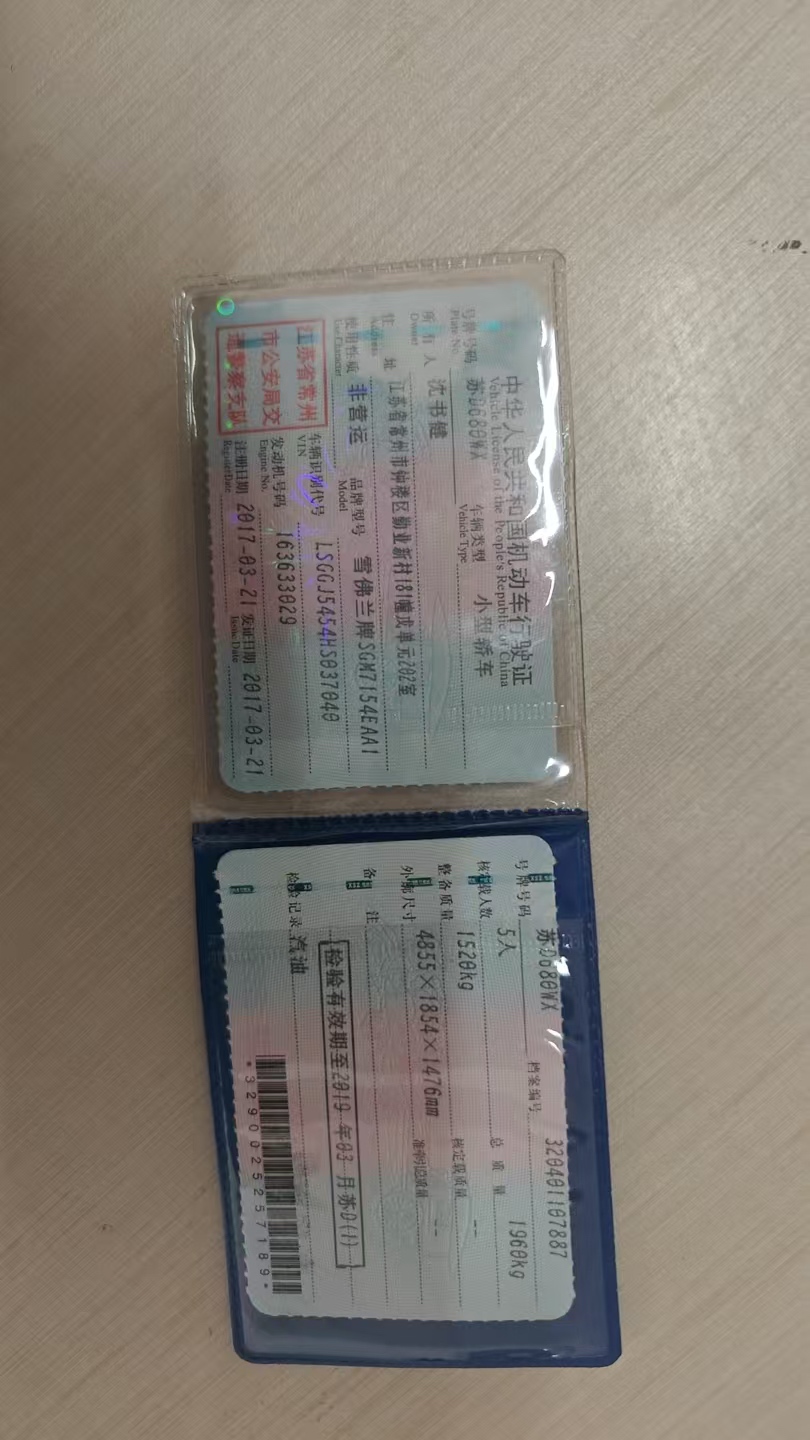 中华人民共和国机动车行驶证
Vehicle License of the People's Republic of China
号牌号码 苏D680WX 车辆类型 小型轿车
Plate No. Vehicle Type
所有人 沈书健
Owner
住址 江苏省常州市钟楼区勤业新村181幢戊单元202室
Address
使用性质 非营运 品牌型号 雪佛兰牌SGM7154EAA1
Use Character Model
江苏省常州
市公安局交
通警察支队
车辆识别代号 LSGGJ5454HS037040
VIN
发动机号码 163633029
Engine No.
注册日期 2017-03-21 发证日期 2017-03-21
Register Date Issue Date
号牌号码 苏D680WX 档案编号 320401107887
核定载人数 5人 总质量 1960kg
整备质量 1520kg 核定载质量 --
外廓尺寸 4855×1854×1476mm 准牵引总质量 --
备注
检验有效期至2019年03月苏D(1)
检验记录 汽油
*3290025257189*